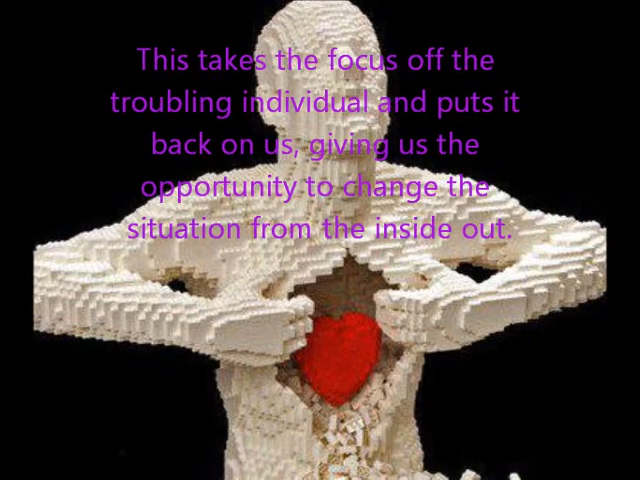 This takes the focus off the
troubling individual and puts it
back on us, giving us the
opportunity to change the
situation from the inside out.